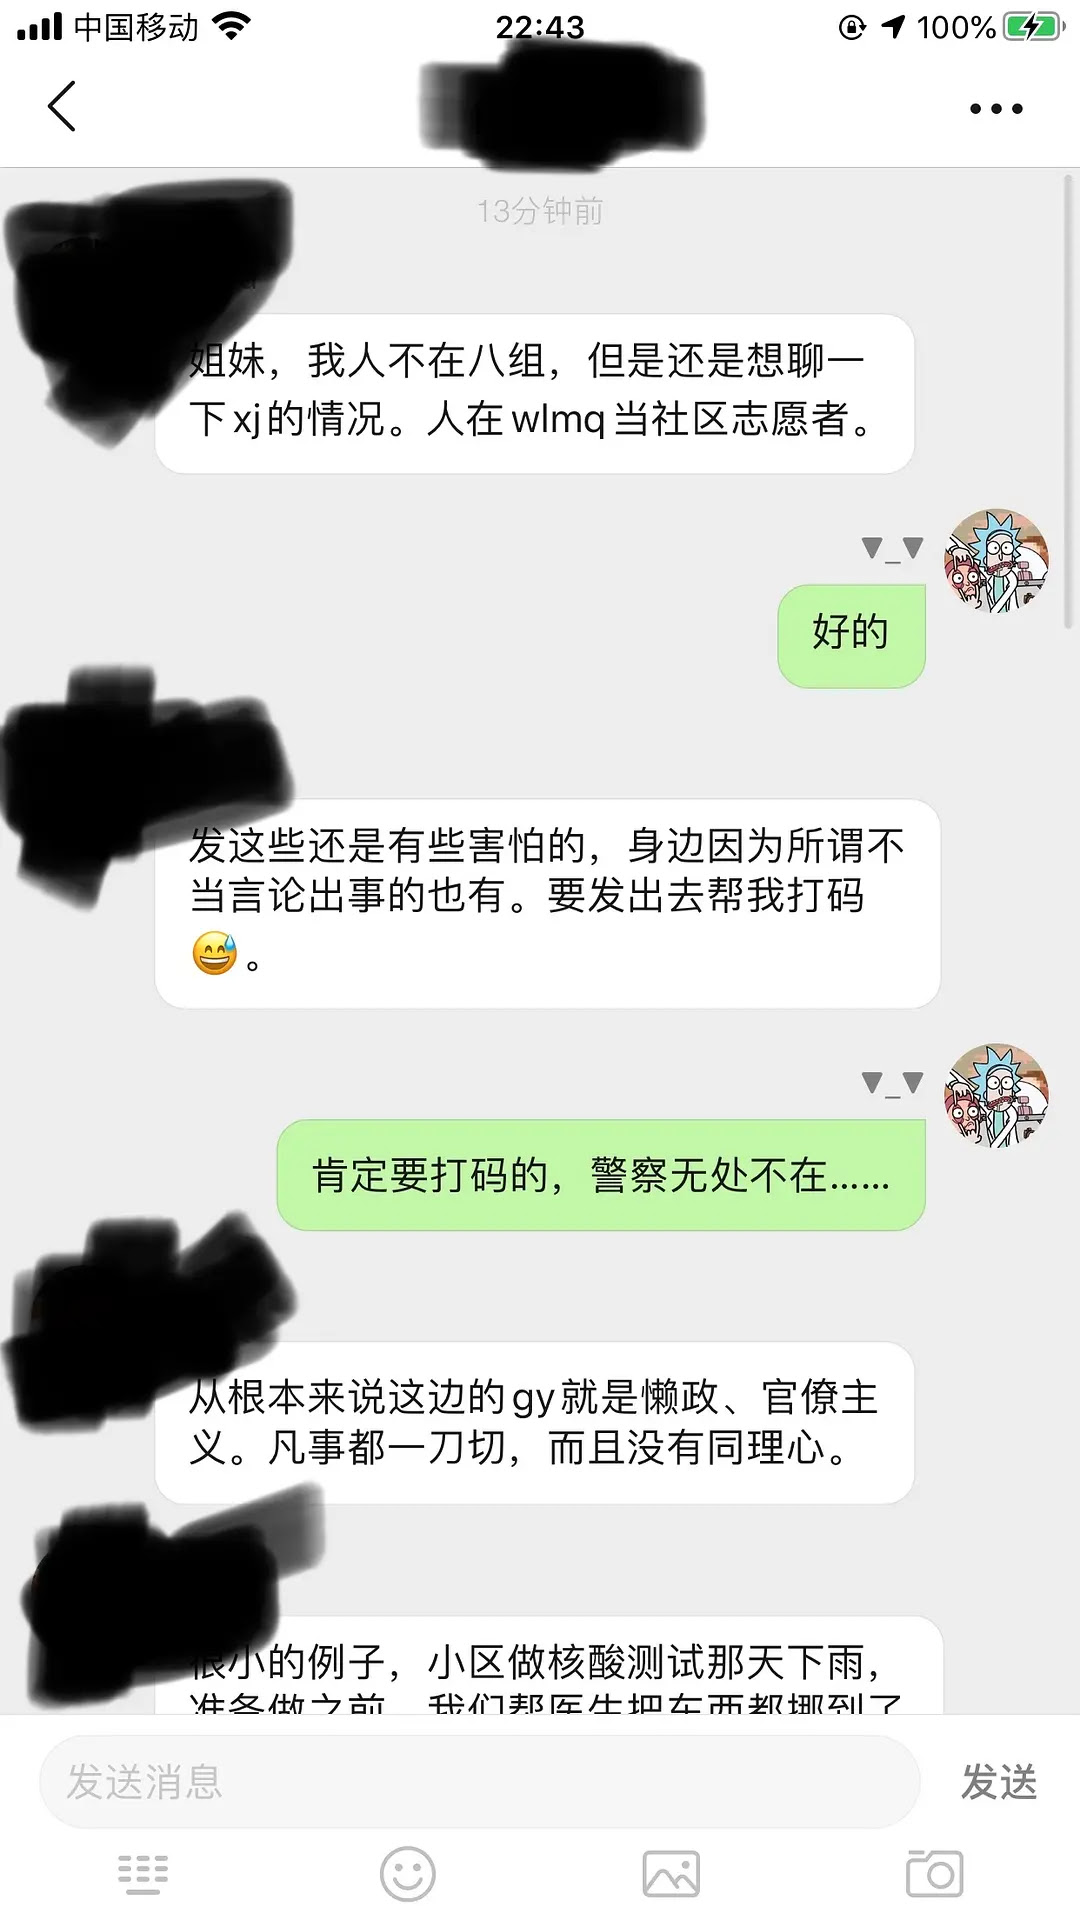 中国移动 22:43 100%
13分钟前
姐妹，我人不在八组，但是还是想聊一
下xj的情况。人在wlmq当社区志愿者。
▼_▼
好的
发这些还是有些害怕的，身边因为所谓不
当言论出事的也有。要发出去帮我打码
😅。
▼_▼
肯定要打码的，警察无处不在……
从根本来说这边的gy就是懒政、官僚主
义。凡事都一刀切，而且没有同理心。
很小的例子，小区做核酸测试那天下雨，
准备做之前，我们帮医生把东西都挪到了
发送消息 发送